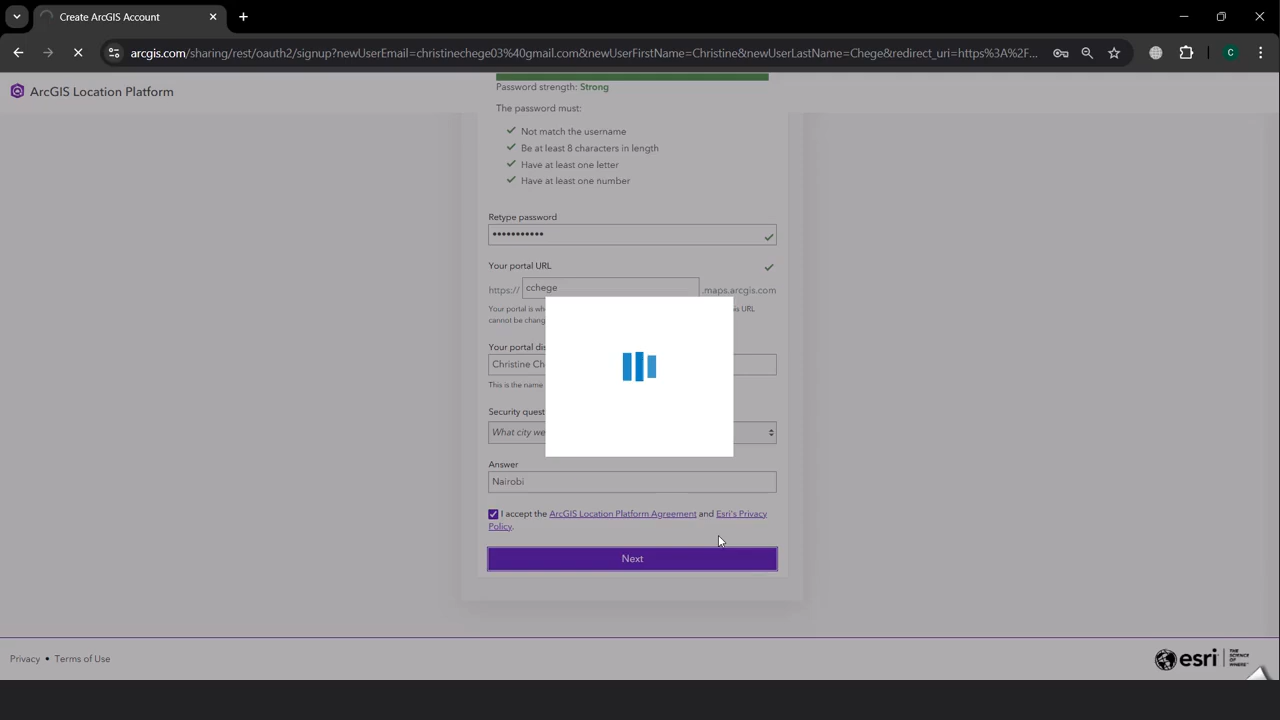 Create ArcGIS Account
arcgis.com/sharing/rest/oauth2/signup?newUserEmail=christinechege03%40gmail.com&newUserFirstName=Christine&newUserLastName=Chege&redirect_uri=https%3A%2F...
C
ArcGIS Location Platform
Password strength: Strong
The password must:
Not match the username
Be at least 8 characters in length
Have at least one letter
Have at least one number
Retype password
•••••••••••
Your portal URL
https:// cchege .maps.arcgis.com
Your portal is wh is URL
cannot be chang
Your portal dis
Christine Ch
This is the name
Security quest
What city we
Answer
Nairobi
I accept the ArcGIS Location Platform Agreement and Esri's Privacy
Policy.
Next
Privacy • Terms of Use
esri THE SCIENCE OF WHERE